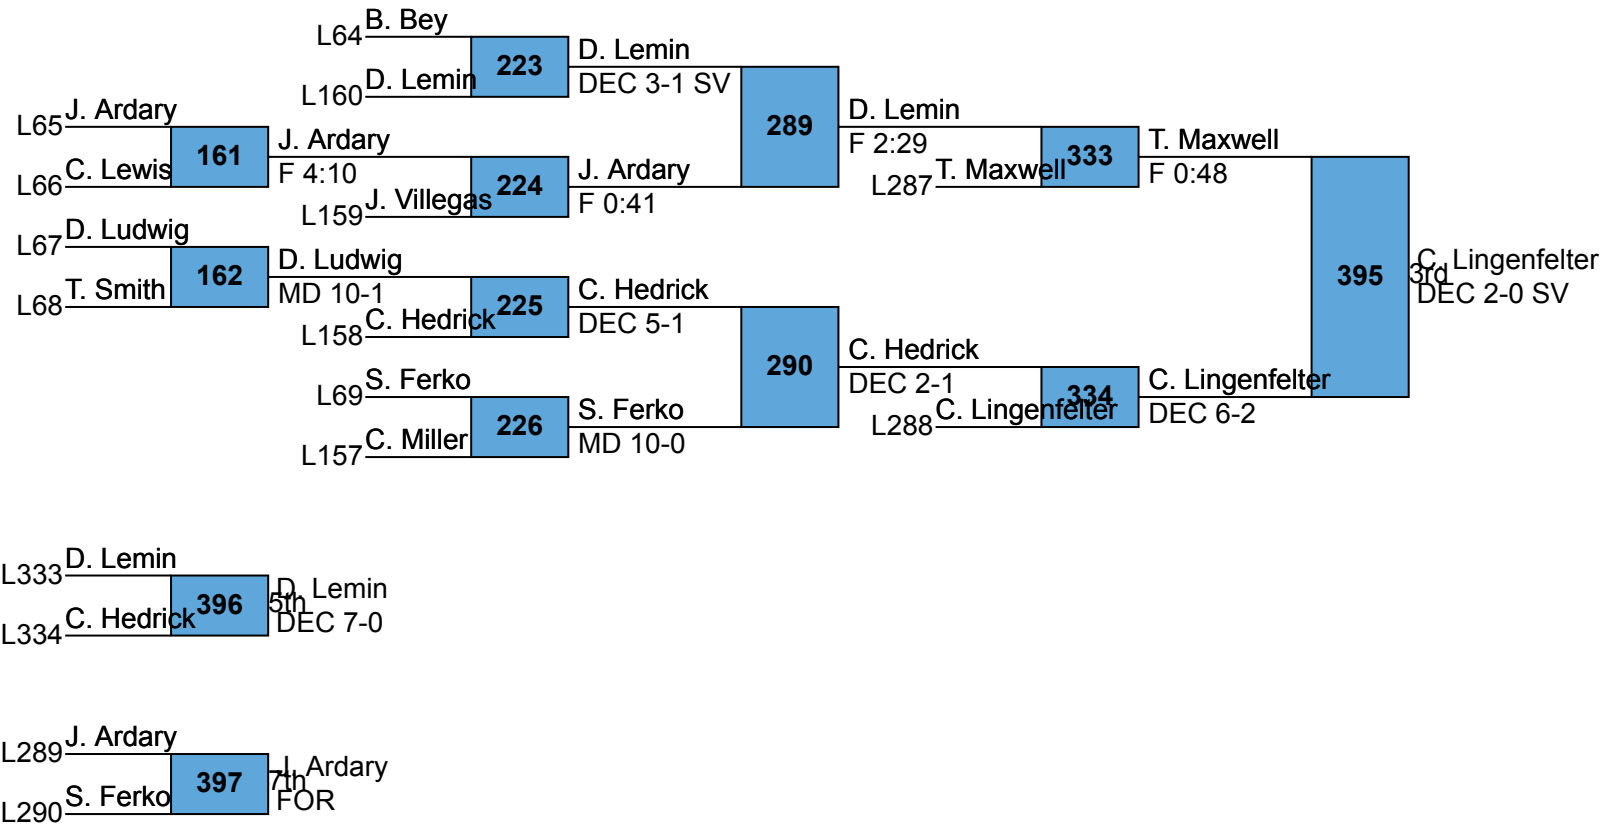 B. Bey
L64
223
D. Lemin
DEC 3-1 SV
D. Lemin
L160
J. Ardary
L65
161
J. Ardary
F 4:10
C. Lewis
L66
224
J. Ardary
F 0:41
J. Villegas
L159
289
D. Lemin
F 2:29
T. Maxwell
L287
333
T. Maxwell
F 0:48
D. Ludwig
L67
162
D. Ludwig
MD 10-1
T. Smith
L68
225
C. Hedrick
DEC 5-1
C. Hedrick
L158
S. Ferko
L69
226
S. Ferko
MD 10-0
C. Miller
L157
290
C. Hedrick
DEC 2-1
C. Lingenfelter
L288
334
C. Lingenfelter
DEC 6-2
395
3rd
C. Lingenfelter
DEC 2-0 SV
D. Lemin
L333
396
5th
D. Lemin
DEC 7-0
C. Hedrick
L334
J. Ardary
L289
397
7th
J. Ardary
FOR
S. Ferko
L290